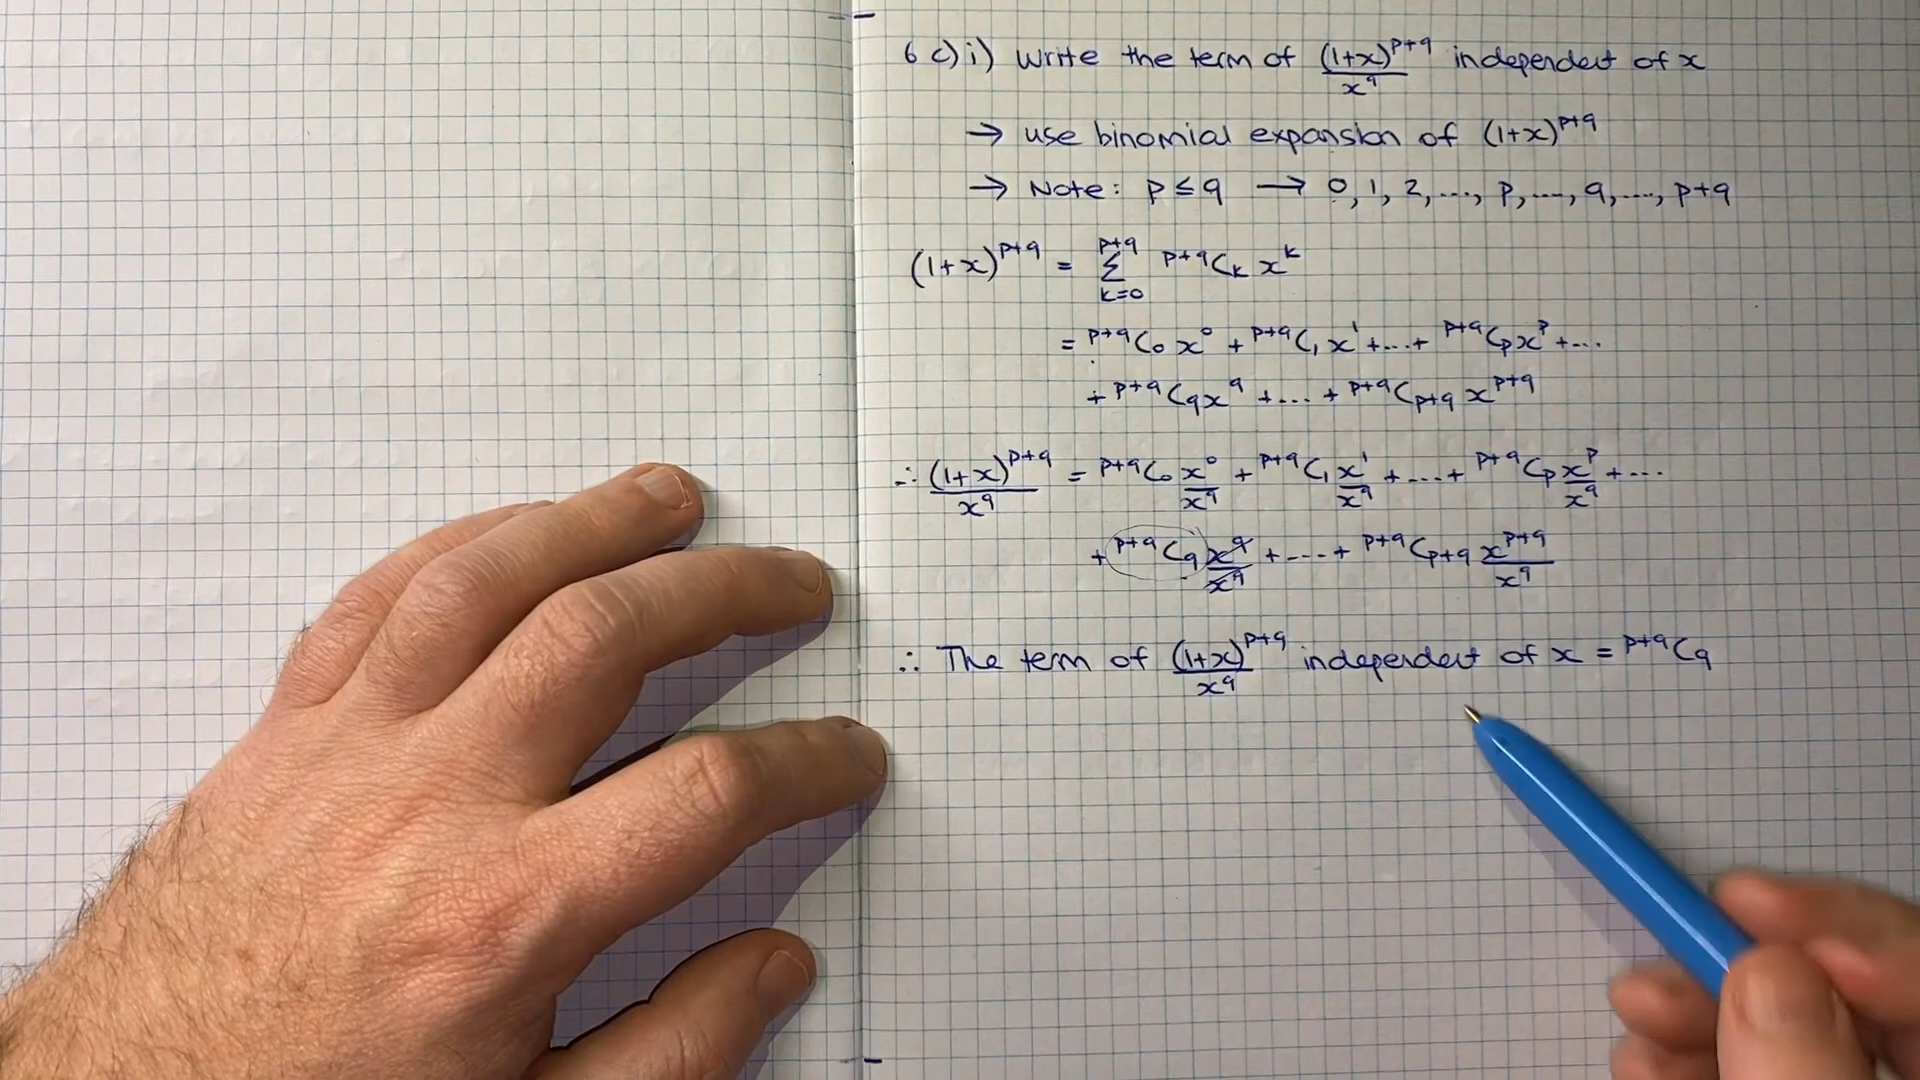 6 c) i) Write the term of (1+x)^{p+q}/x^q independent of x
→ use binomial expansion of (1+x)^{p+q}
→ Note: p ≤ q → 0, 1, 2, ..., p, ..., q, ..., p+q
(1+x)^{p+q} = Σ_{k=0}^{p+q} ^{p+q}C_k x^k
= ^{p+q}C_0 x^0 + ^{p+q}C_1 x^1 + ... + ^{p+q}C_p x^p + ...
+ ^{p+q}C_q x^q + ... + ^{p+q}C_{p+q} x^{p+q}
∴ (1+x)^{p+q}/x^q = ^{p+q}C_0 x^0/x^q + ^{p+q}C_1 x^1/x^q + ... + ^{p+q}C_p x^p/x^q + ...
+ ^{p+q}C_q x^q/x^q + ... + ^{p+q}C_{p+q} x^{p+q}/x^q
∴ The term of (1+x)^{p+q}/x^q independent of x = ^{p+q}C_q